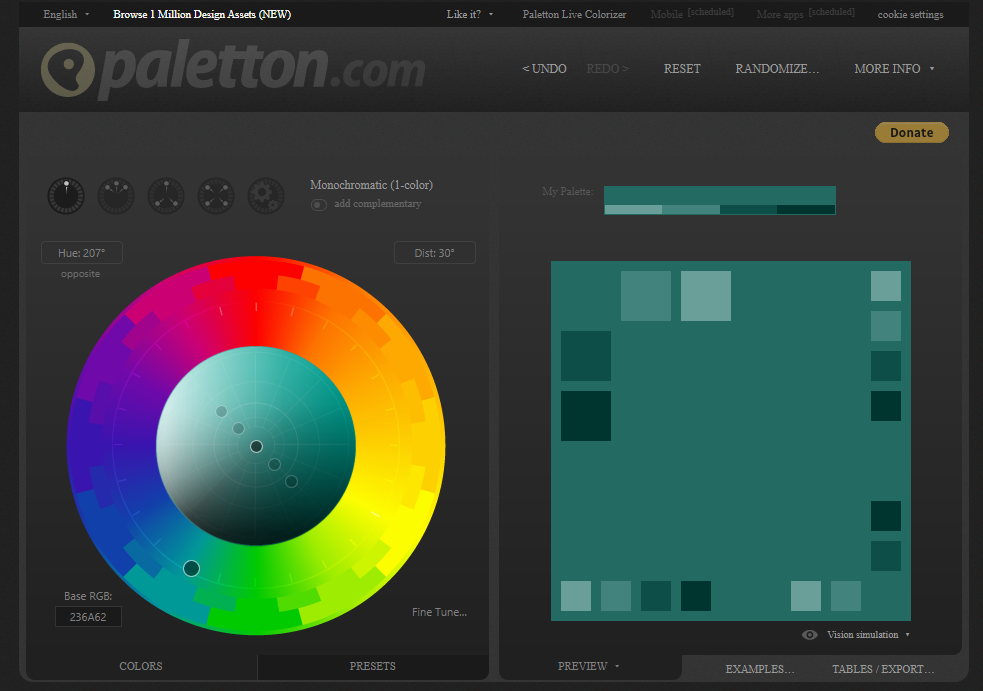 English Browse 1 Million Design Assets (NEW) Like it? Paletton Live Colorizer Mobile [scheduled] More apps [scheduled] cookie settings
paletton.com < UNDO REDO > RESET RANDOMIZE... MORE INFO
Donate
Monochromatic (1-color)
add complementary
My Palette:
Hue: 207° Dist: 30°
opposite
Base RGB:
236A62
Fine Tune...
Vision simulation
COLORS PRESETS PREVIEW EXAMPLES... TABLES / EXPORT...